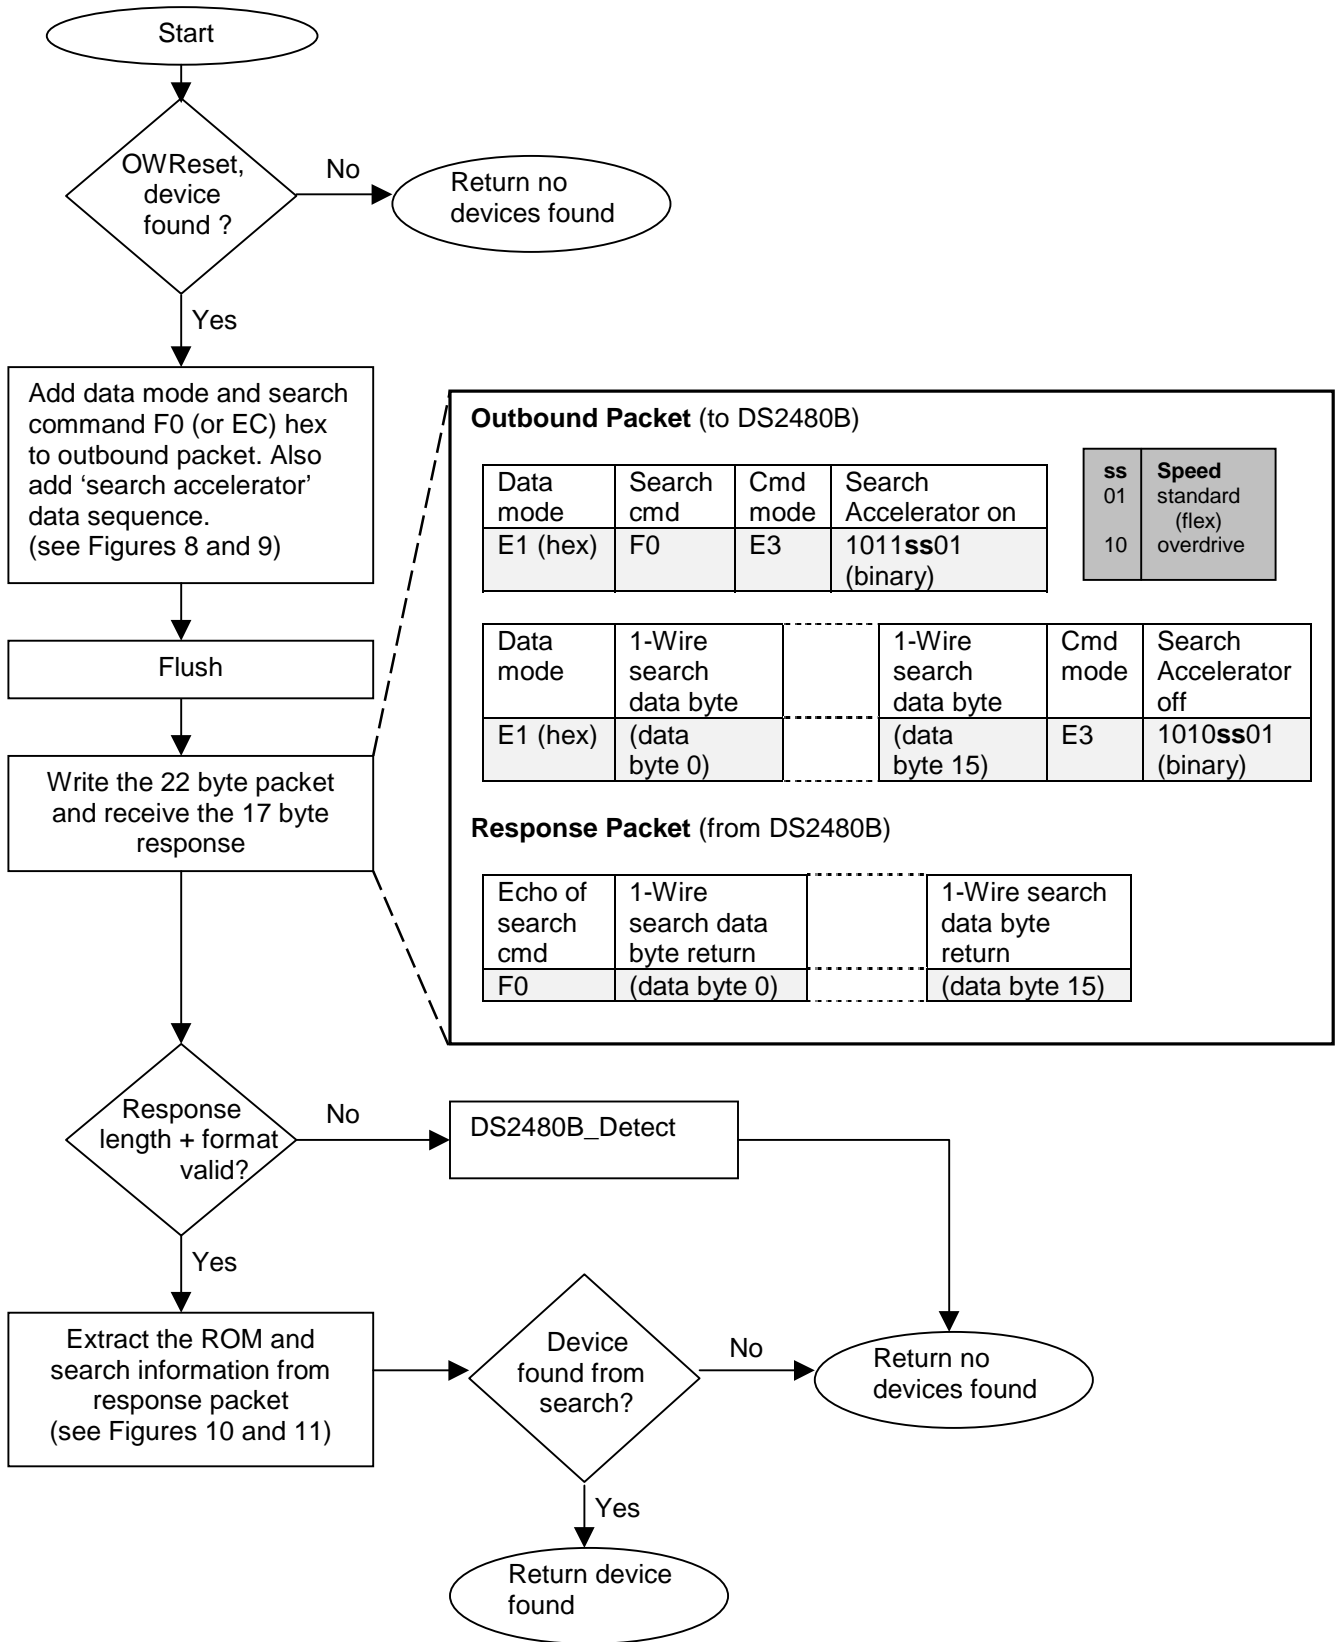 Start
OWReset,
device
found ?
No
Return no
devices found
Yes
Add data mode and search
command F0 (or EC) hex
to outbound packet. Also
add ‘search accelerator’
data sequence.
(see Figures 8 and 9)
Flush
Write the 22 byte packet
and receive the 17 byte
response
Outbound Packet (to DS2480B)
Data mode Search cmd Cmd mode Search Accelerator on
E1 (hex) F0 E3 1011ss01 (binary)
ss Speed
01 standard
(flex)
10 overdrive
Data mode 1-Wire search data byte 1-Wire search data byte Cmd mode Search Accelerator off
E1 (hex) (data byte 0) (data byte 15) E3 1010ss01 (binary)
Response Packet (from DS2480B)
Echo of search cmd 1-Wire search data byte return 1-Wire search data byte return
F0 (data byte 0) (data byte 15)
Response
length + format
valid?
No
DS2480B_Detect
Yes
Extract the ROM and
search information from
response packet
(see Figures 10 and 11)
Device
found from
search?
No
Return no
devices found
Yes
Return device
found